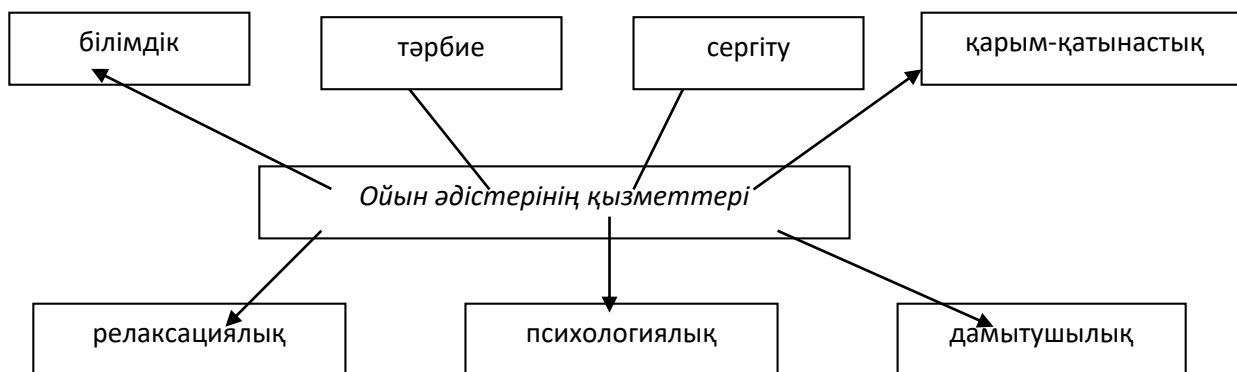 білімдік
тәрбие
сергіту
қарым-қатынастық
Ойын әдістерінің қызметтері
релаксациялық
психологиялық
дамытушылық